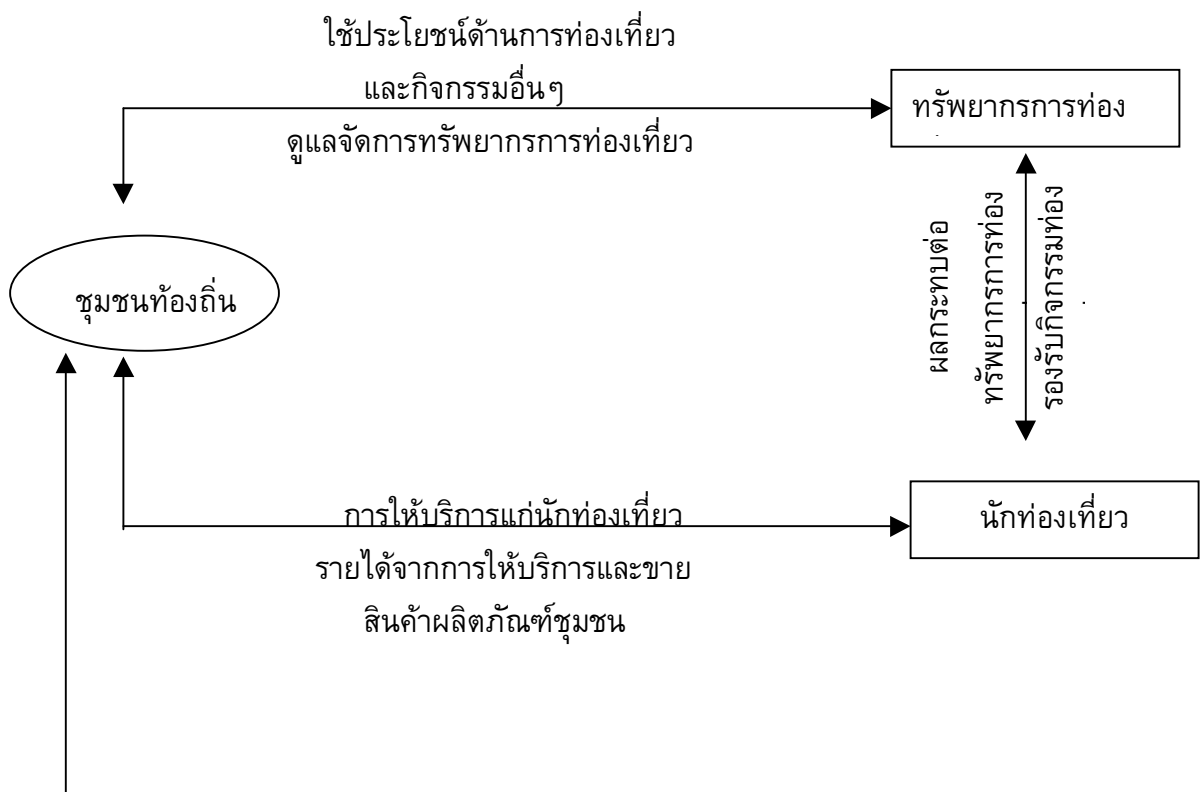 ใช้ประโยชน์ด้านการท่องเที่ยว
และกิจกรรมอื่นๆ
ทรัพยากรการท่อง
ดูแลจัดการทรัพยากรการท่องเที่ยว
ผลกระทบต่อ
ทรัพยากรการท่อง
รองรับกิจกรรมท่อง
ชุมชนท้องถิ่น
การให้บริการแก่นักท่องเที่ยว
นักท่องเที่ยว
รายได้จากการให้บริการและขาย
สินค้าผลิตภัณฑ์ชุมชน